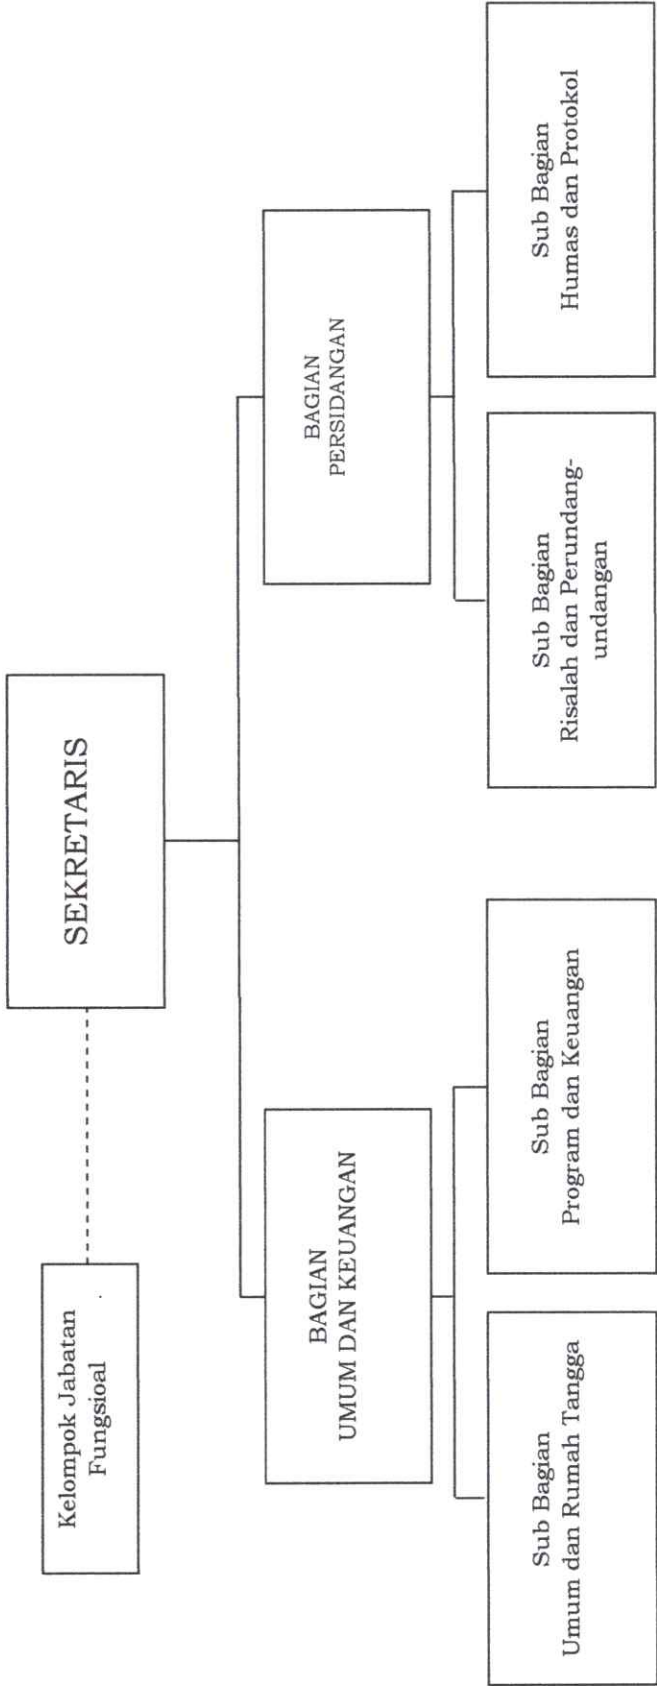 SEKRETARIS
Kelompok Jabatan
Fungsioal
BAGIAN
UMUM DAN KEUANGAN
BAGIAN
PERSIDANGAN
Sub Bagian
Umum dan Rumah Tangga
Sub Bagian
Program dan Keuangan
Sub Bagian
Risalah dan Perundang-
undangan
Sub Bagian
Humas dan Protokol